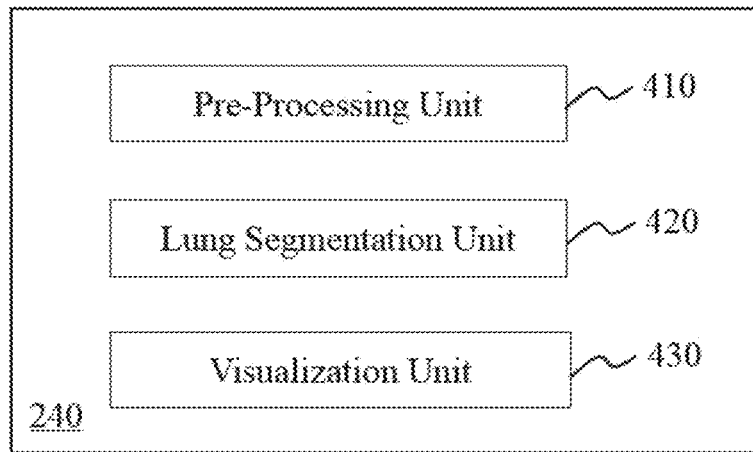 Pre-Processing Unit 410
Lung Segmentation Unit 420
Visualization Unit 430
240